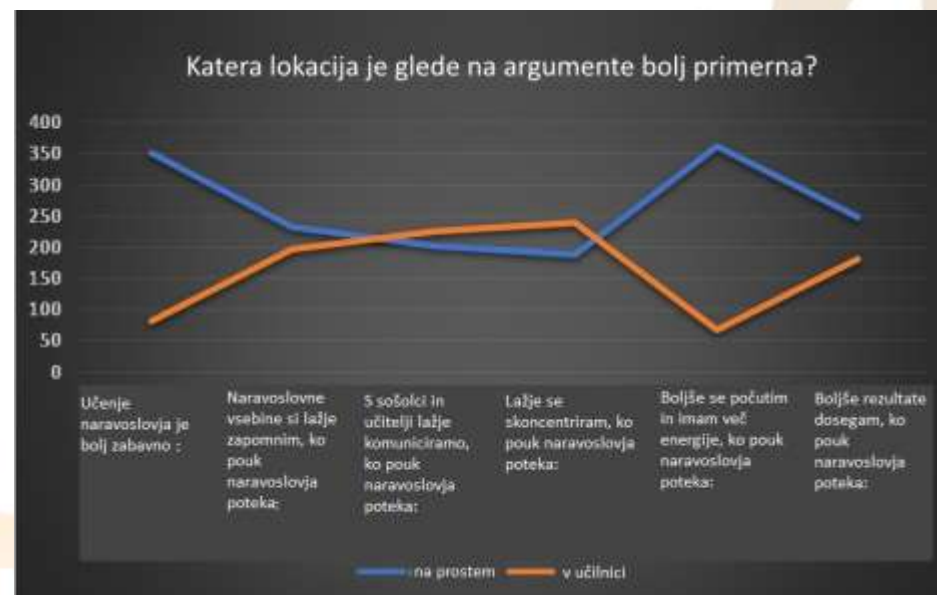 Katera lokacija je glede na argumente bolj primerna?
400
350
300
250
200
150
100
50
0
Učenje
naravoslovja je
bolj zabavno :
Naravoslovne
vsebine si lažje
zapomnim, ko
pouk
naravoslovja
poteka:
S sošolci in
učitelji lažje
komuniciramo,
ko pouk
naravoslovja
poteka:
Lažje se
skoncentriram, ko
pouk naravoslovja
poteka:
Boljše se počutim
in imam več
energije, ko pouk
naravoslovja
poteka:
Boljše rezultate
dosegam, ko
pouk
naravoslovja
poteka:
na prostem
v učilnici